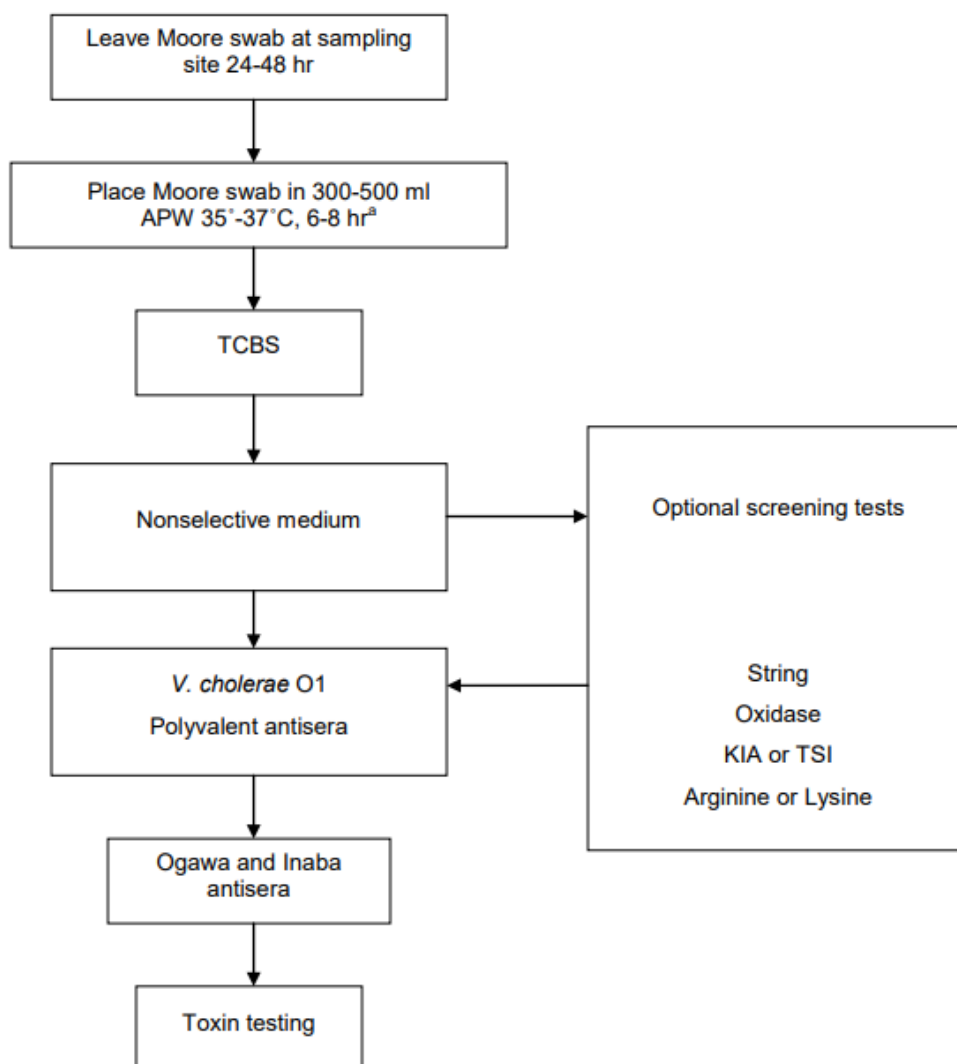 Leave Moore swab at sampling
site 24-48 hr
Place Moore swab in 300-500 ml
APW 35˚-37˚C, 6-8 hrᵃ
TCBS
Nonselective medium
Optional screening tests
String
Oxidase
KIA or TSI
Arginine or Lysine
V. cholerae O1
Polyvalent antisera
Ogawa and Inaba
antisera
Toxin testing